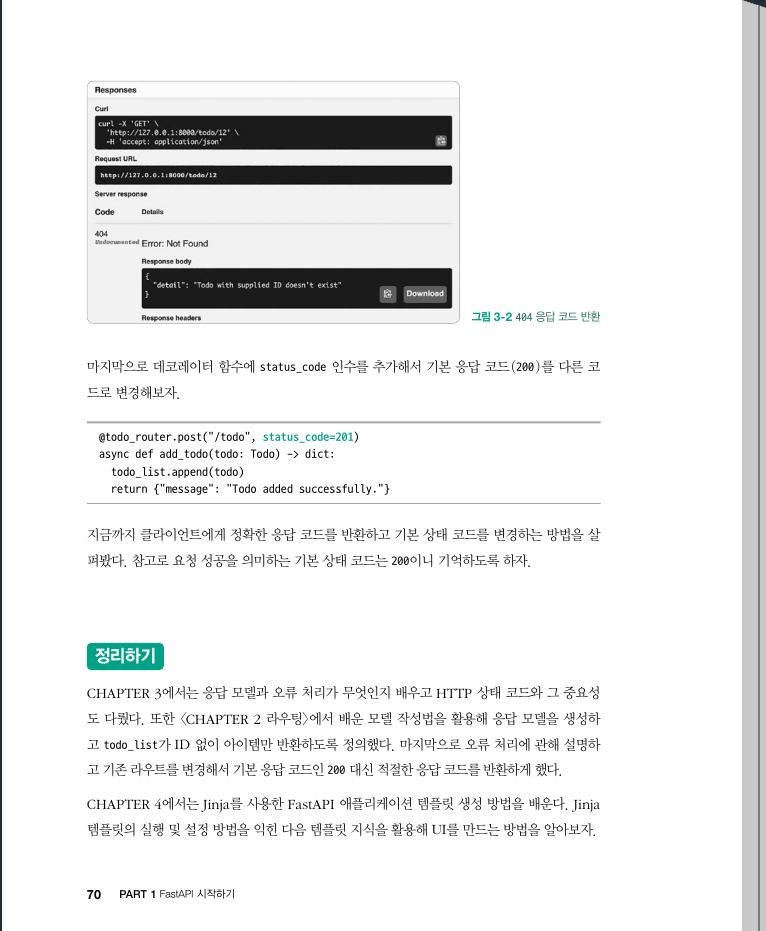 Responses
Curl
curl -X 'GET' \
'http://127.0.0.1:8000/todo/12' \
-H 'accept: application/json'
Request URL
http://127.0.0.1:8000/todo/12
Server response
Code Details
404
Undocumented Error: Not Found
Response body
{
"detail": "Todo with supplied ID doesn't exist"
}
Download
Response headers
그림 3-2 404 응답 코드 반환
마지막으로 데코레이터 함수에 status_code 인수를 추가해서 기본 응답 코드(200)를 다른 코
드로 변경해보자.
@todo_router.post("/todo", status_code=201)
async def add_todo(todo: Todo) -> dict:
todo_list.append(todo)
return {"message": "Todo added successfully."}
지금까지 클라이언트에게 정확한 응답 코드를 반환하고 기본 상태 코드를 변경하는 방법을 살
펴봤다. 참고로 요청 성공을 의미하는 기본 상태 코드는 200이니 기억하도록 하자.
정리하기
CHAPTER 3에서는 응답 모델과 오류 처리가 무엇인지 배우고 HTTP 상태 코드와 그 중요성
도 다뤘다. 또한 〈CHAPTER 2 라우팅〉에서 배운 모델 작성법을 활용해 응답 모델을 생성하
고 todo_list가 ID 없이 아이템만 반환하도록 정의했다. 마지막으로 오류 처리에 관해 설명하
고 기존 라우트를 변경해서 기본 응답 코드인 200 대신 적절한 응답 코드를 반환하게 했다.
CHAPTER 4에서는 Jinja를 사용한 FastAPI 애플리케이션 템플릿 생성 방법을 배운다. Jinja
템플릿의 실행 및 설정 방법을 익힌 다음 템플릿 지식을 활용해 UI를 만드는 방법을 알아보자.
70 PART 1 FastAPI 시작하기